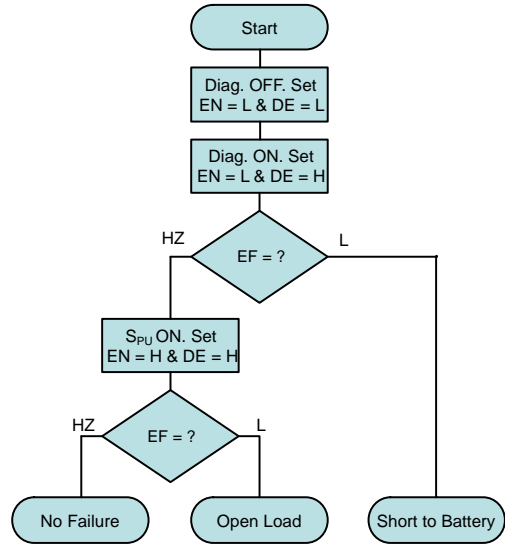 Start
Diag. OFF. Set
EN = L & DE = L
Diag. ON. Set
EN = L & DE = H
HZ
EF = ?
L
SPU ON. Set
EN = H & DE = H
HZ
EF = ?
L
No Failure
Open Load
Short to Battery